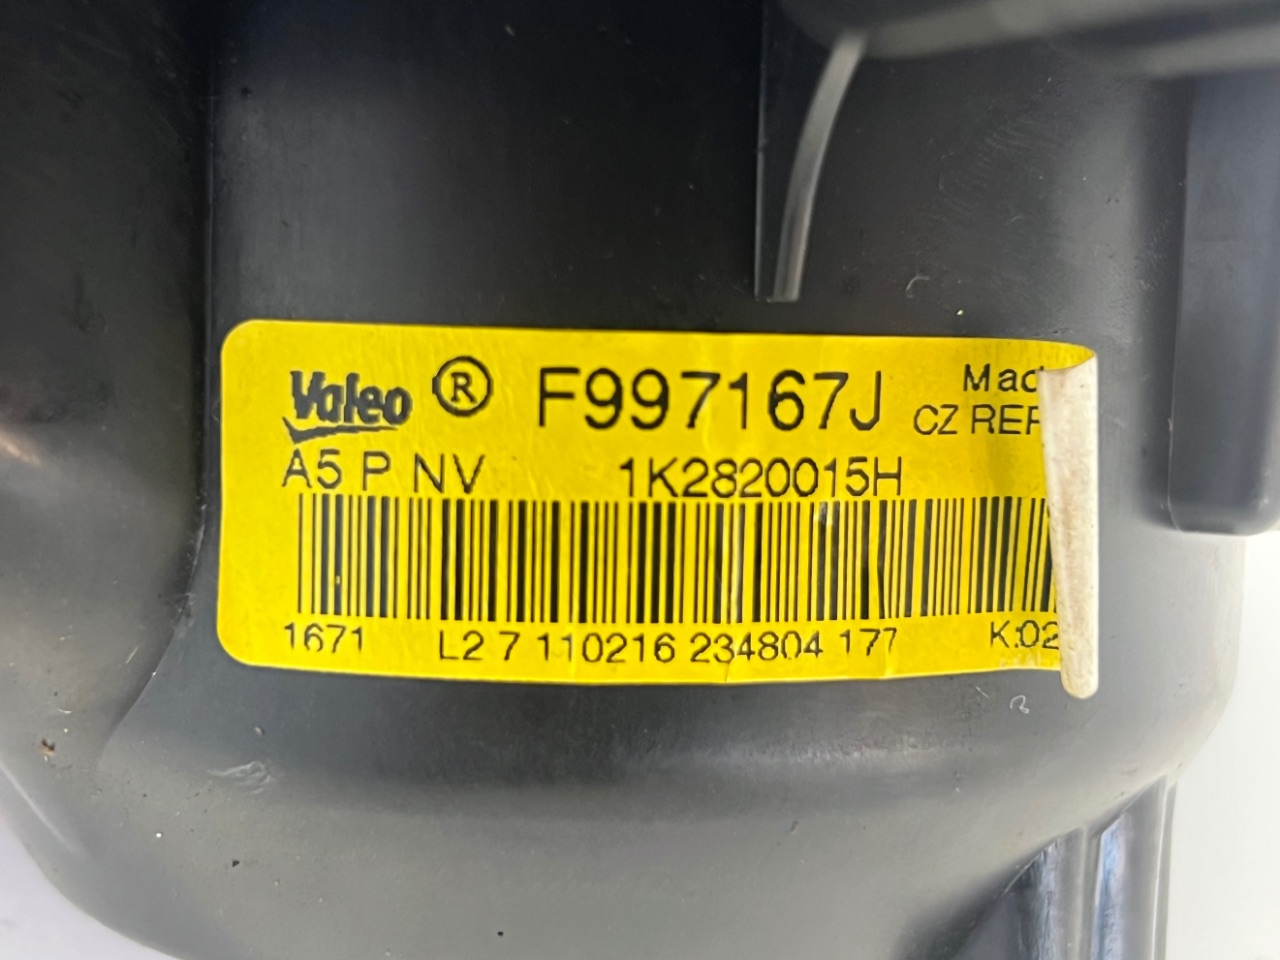 Valeo ® F997167J Mad
CZ REP
A5 P NV 1K2820015H
1671 L2 7 110216 234804 177 K:02